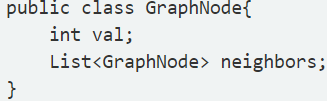 public class GraphNode{
    int val;
    List<GraphNode> neighbors;
}